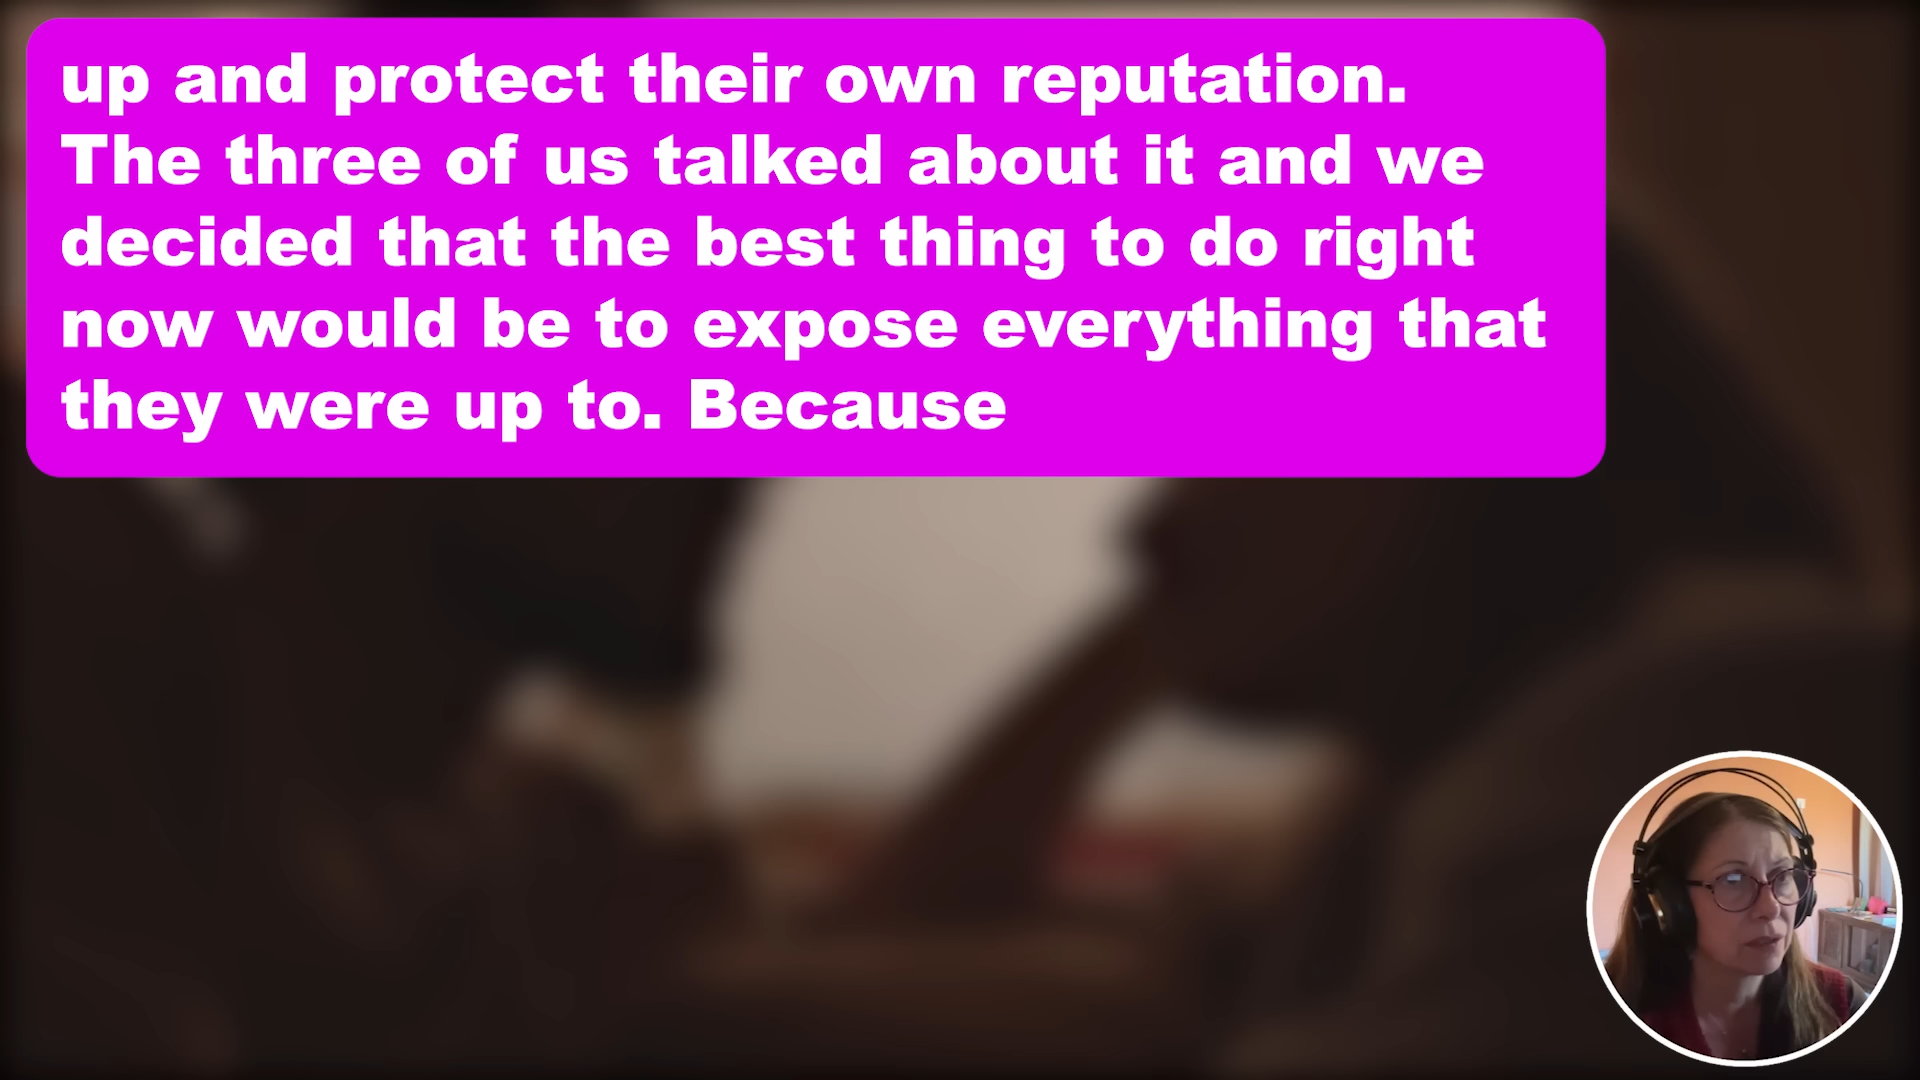 up and protect their own reputation.
The three of us talked about it and we
decided that the best thing to do right
now would be to expose everything that
they were up to. Because